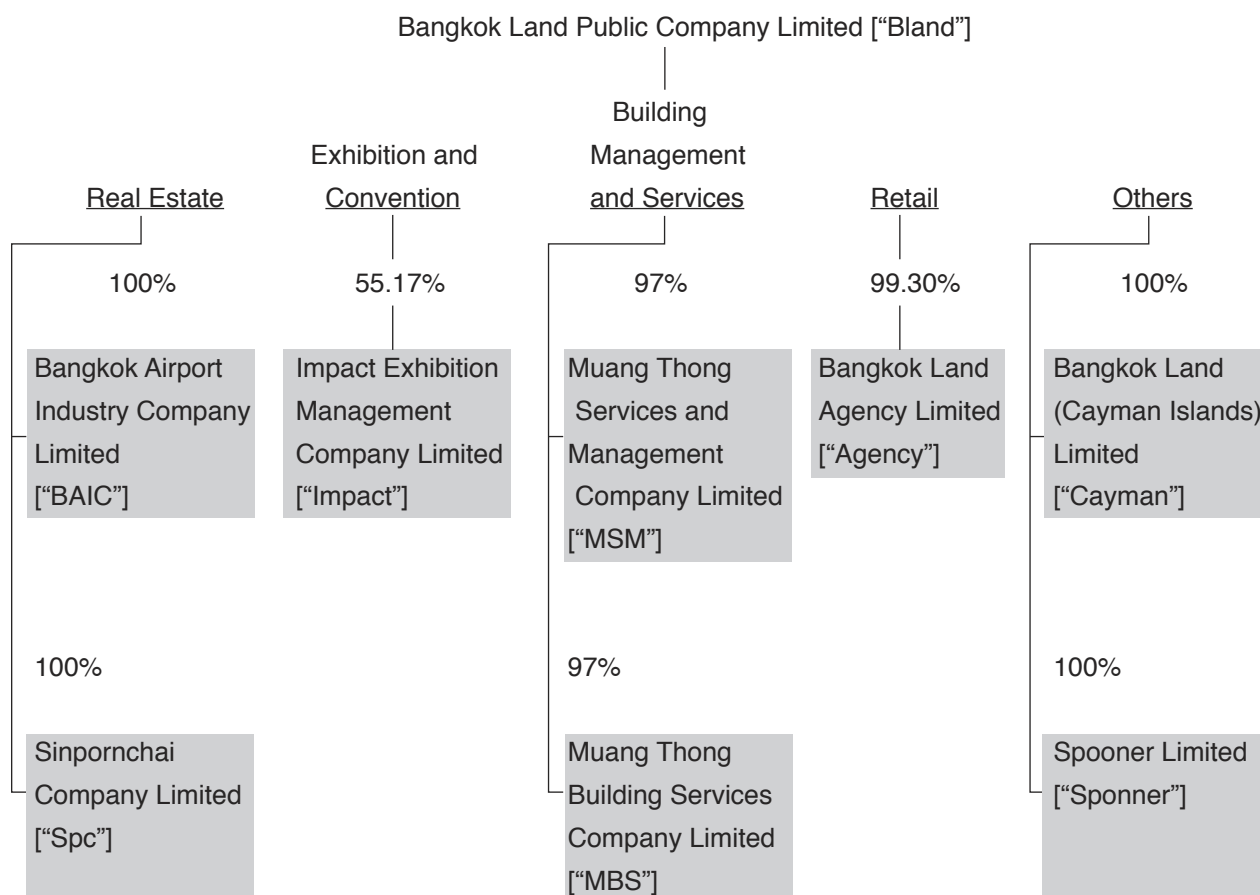 Bangkok Land Public Company Limited [“Bland”]
Real Estate
100%
Bangkok Airport
Industry Company
Limited
[“BAIC”]
100%
Sinpornchai
Company Limited
[“Spc”]
Exhibition and
Convention
55.17%
Impact Exhibition
Management
Company Limited
[“Impact”]
Building
Management
and Services
97%
Muang Thong
Services and
Management
Company Limited
[“MSM”]
97%
Muang Thong
Building Services
Company Limited
[“MBS”]
Retail
99.30%
Bangkok Land
Agency Limited
[“Agency”]
Others
100%
Bangkok Land
(Cayman Islands)
Limited
[“Cayman”]
100%
Spooner Limited
[“Sponner”]